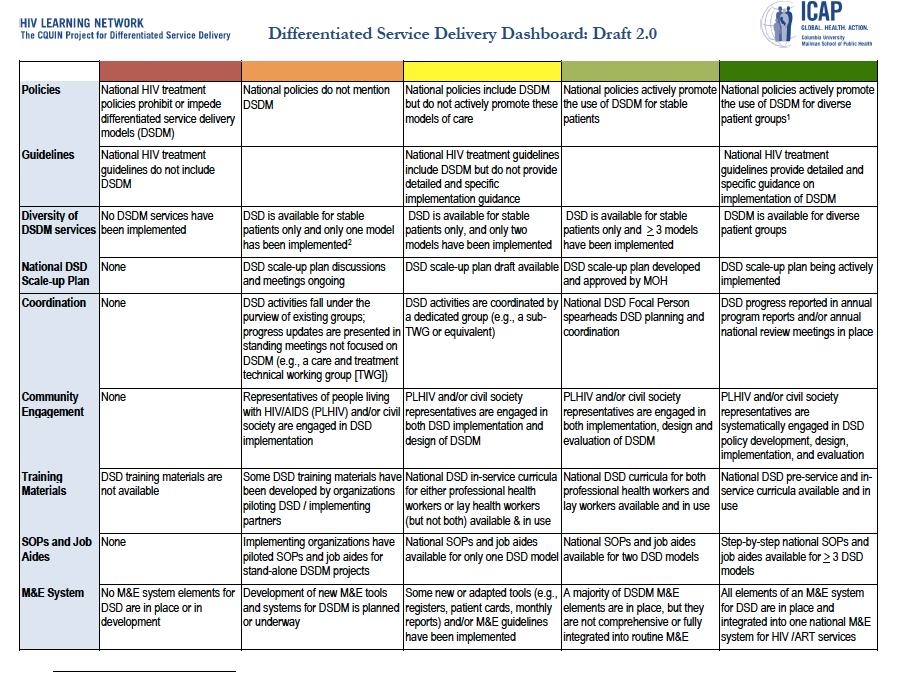 HIV LEARNING NETWORK
The CQUIN Project for Differentiated Service Delivery
Differentiated Service Delivery Dashboard: Draft 2.0
ICAP
GLOBAL. HEALTH. ACTION.
Columbia University
Mailman School of Public Health
Policies
National HIV treatment
policies prohibit or impede
differentiated service delivery
models (DSDM)
National policies do not mention
DSDM
National policies include DSDM
but do not actively promote these
models of care
National policies actively promote
the use of DSDM for stable
patients
National policies actively promote
the use of DSDM for diverse
patient groups¹
Guidelines
National HIV treatment
guidelines do not include
DSDM
National HIV treatment guidelines
include DSDM but do not provide
detailed and specific
implementation guidance
National HIV treatment
guidelines provide detailed and
specific guidance on
implementation of DSDM
Diversity of
DSDM services
No DSDM services have
been implemented
DSD is available for stable
patients only and only one model
has been implemented²
DSD is available for stable
patients only, and only two
models have been implemented
DSD is available for stable
patients only and ≥ 3 models
have been implemented
DSDM is available for diverse
patient groups
National DSD
Scale-up Plan
None
DSD scale-up plan discussions
and meetings ongoing
DSD scale-up plan draft available
DSD scale-up plan developed
and approved by MOH
DSD scale-up plan being actively
implemented
Coordination
None
DSD activities fall under the
purview of existing groups;
progress updates are presented in
standing meetings not focused on
DSDM (e.g., a care and treatment
technical working group [TWG])
DSD activities are coordinated by
a dedicated group (e.g., a sub-
TWG or equivalent)
National DSD Focal Person
spearheads DSD planning and
coordination
DSD progress reported in annual
program reports and/or annual
national review meetings in place
Community
Engagement
None
Representatives of people living
with HIV/AIDS (PLHIV) and/or civil
society are engaged in DSD
implementation
PLHIV and/or civil society
representatives are engaged in
both DSD implementation and
design of DSDM
PLHIV and/or civil society
representatives are engaged in
both implementation, design and
evaluation of DSDM
PLHIV and/or civil society
representatives are
systematically engaged in DSD
policy development, design,
implementation, and evaluation
Training
Materials
DSD training materials are
not available
Some DSD training materials have
been developed by organizations
piloting DSD / implementing
partners
National DSD in-service curricula
for either professional health
workers or lay health workers
(but not both) available & in use
National DSD curricula for both
professional health workers and
lay workers available and in use
National DSD pre-service and in-
service curricula available and in
use
SOPs and Job
Aides
None
Implementing organizations have
piloted SOPs and job aides for
stand-alone DSDM projects
National SOPs and job aides
available for only one DSD model
National SOPs and job aides
available for two DSD models
Step-by-step national SOPs and
job aides available for ≥ 3 DSD
models
M&E System
No M&E system elements for
DSD are in place or in
development
Development of new M&E tools
and systems for DSDM is planned
or underway
Some new or adapted tools (e.g.,
registers, patient cards, monthly
reports) and/or M&E guidelines
have been implemented
A majority of DSDM M&E
elements are in place, but they
are not comprehensive or fully
integrated into routine M&E
All elements of an M&E system
for DSD are in place and
integrated into one national M&E
system for HIV /ART services